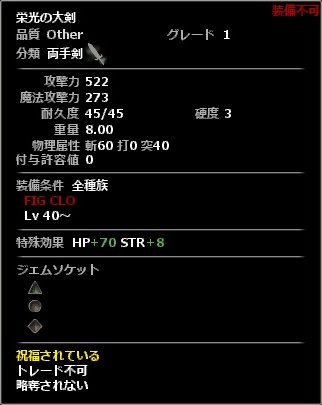 装備不可
栄光の大剣
品質 Other グレード 1
分類 両手剣
攻撃力 522
魔法攻撃力 273
耐久度 45/45 硬度 3
重量 8.00
物理属性 斬60 打0 突40
付与許容値 0
装備条件 全種族
FIG CLO
Lv 40～
特殊効果 HP+70 STR+8
ジェムソケット
祝福されている
トレード不可
略奪されない